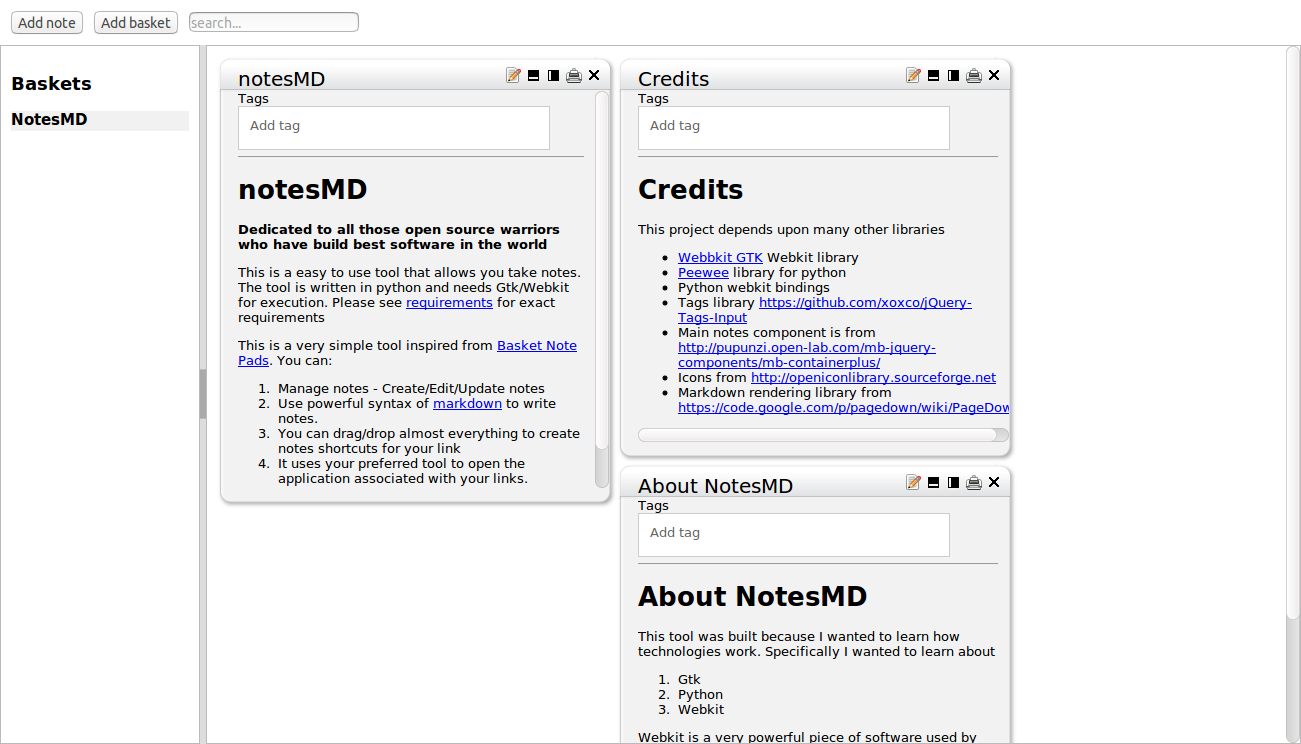 Add note
Add basket
search...
Baskets
NotesMD
notesMD
Tags
Add tag
notesMD
Dedicated to all those open source warriors
who have build best software in the world
This is a easy to use tool that allows you take notes.
The tool is written in python and needs Gtk/Webkit
for execution. Please see requirements for exact
requirements
This is a very simple tool inspired from Basket Note
Pads. You can:
1. Manage notes - Create/Edit/Update notes
2. Use powerful syntax of markdown to write
notes.
3. You can drag/drop almost everything to create
notes shortcuts for your link
4. It uses your preferred tool to open the
application associated with your links.
Credits
Tags
Add tag
Credits
This project depends upon many other libraries
• Webbkit GTK Webkit library
• Peewee library for python
• Python webkit bindings
• Tags library https://github.com/xoxco/jQuery-
Tags-Input
• Main notes component is from
http://pupunzi.open-lab.com/mb-jquery-
components/mb-containerplus/
• Icons from http://openiconlibrary.sourceforge.net
• Markdown rendering library from
https://code.google.com/p/pagedown/wiki/PageDow
About NotesMD
Tags
Add tag
About NotesMD
This tool was built because I wanted to learn how
technologies work. Specifically I wanted to learn about
1. Gtk
2. Python
3. Webkit
Webkit is a very powerful piece of software used by